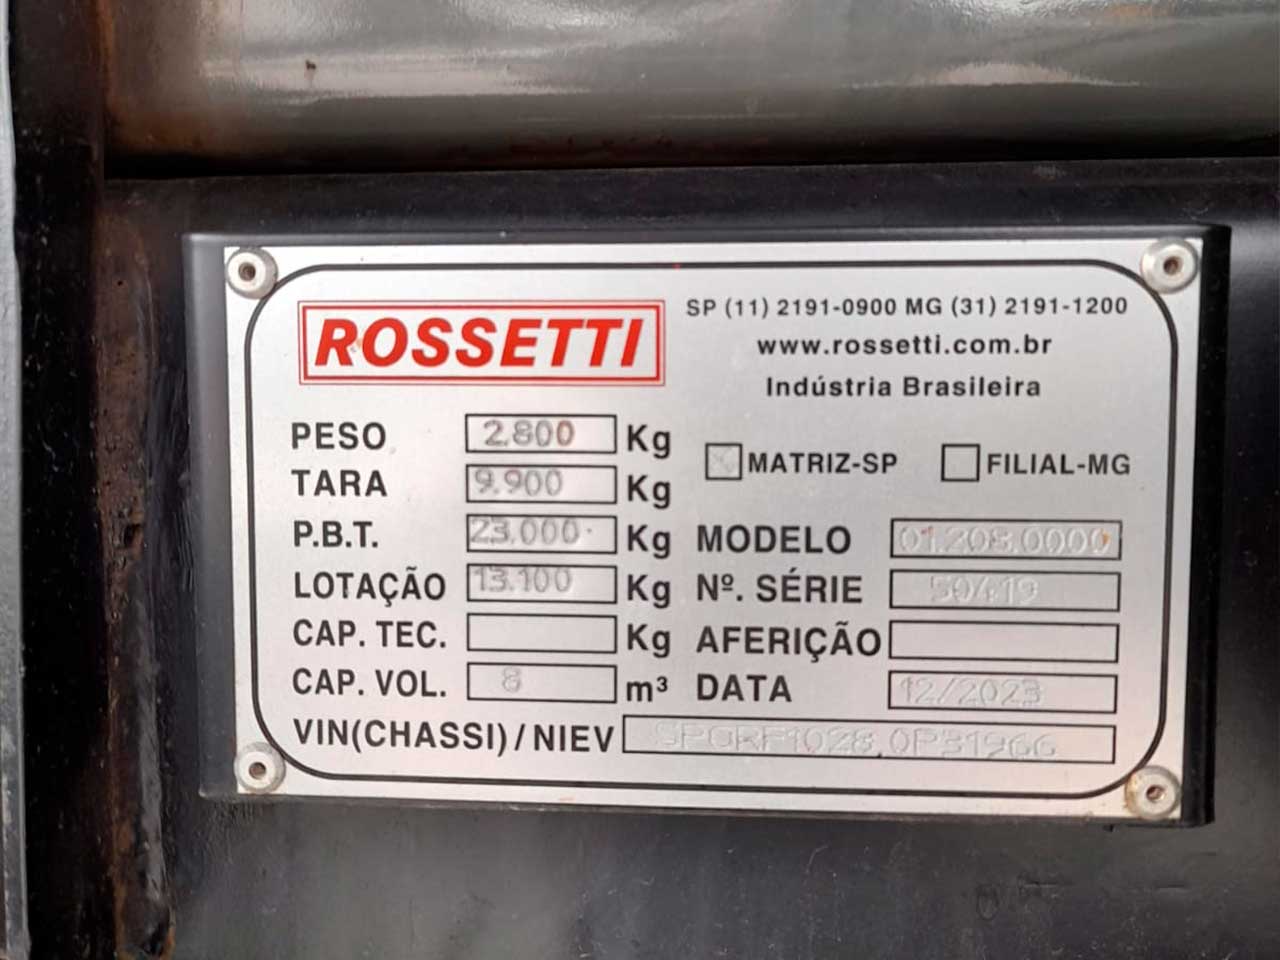 ROSSETTI
SP (11) 2191-0900 MG (31) 2191-1200
www.rossetti.com.br
Indústria Brasileira
PESO 2.800 Kg
TARA 9.900 Kg
P.B.T. 23.000 Kg
LOTAÇÃO 13.100 Kg
CAP. TEC. Kg
CAP. VOL. 8 m³
MATRIZ-SP FILIAL-MG
MODELO 01.208.0000
Nº. SÉRIE 50419
AFERIÇÃO
DATA 12/2023
VIN(CHASSI)/NIEV